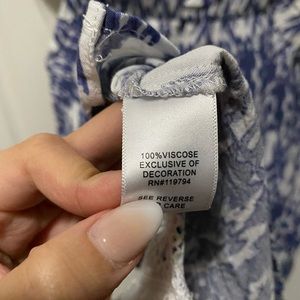 100%VISCOSE
EXCLUSIVE OF
DECORATION
RN#119794
SEE REVERSE
CARE